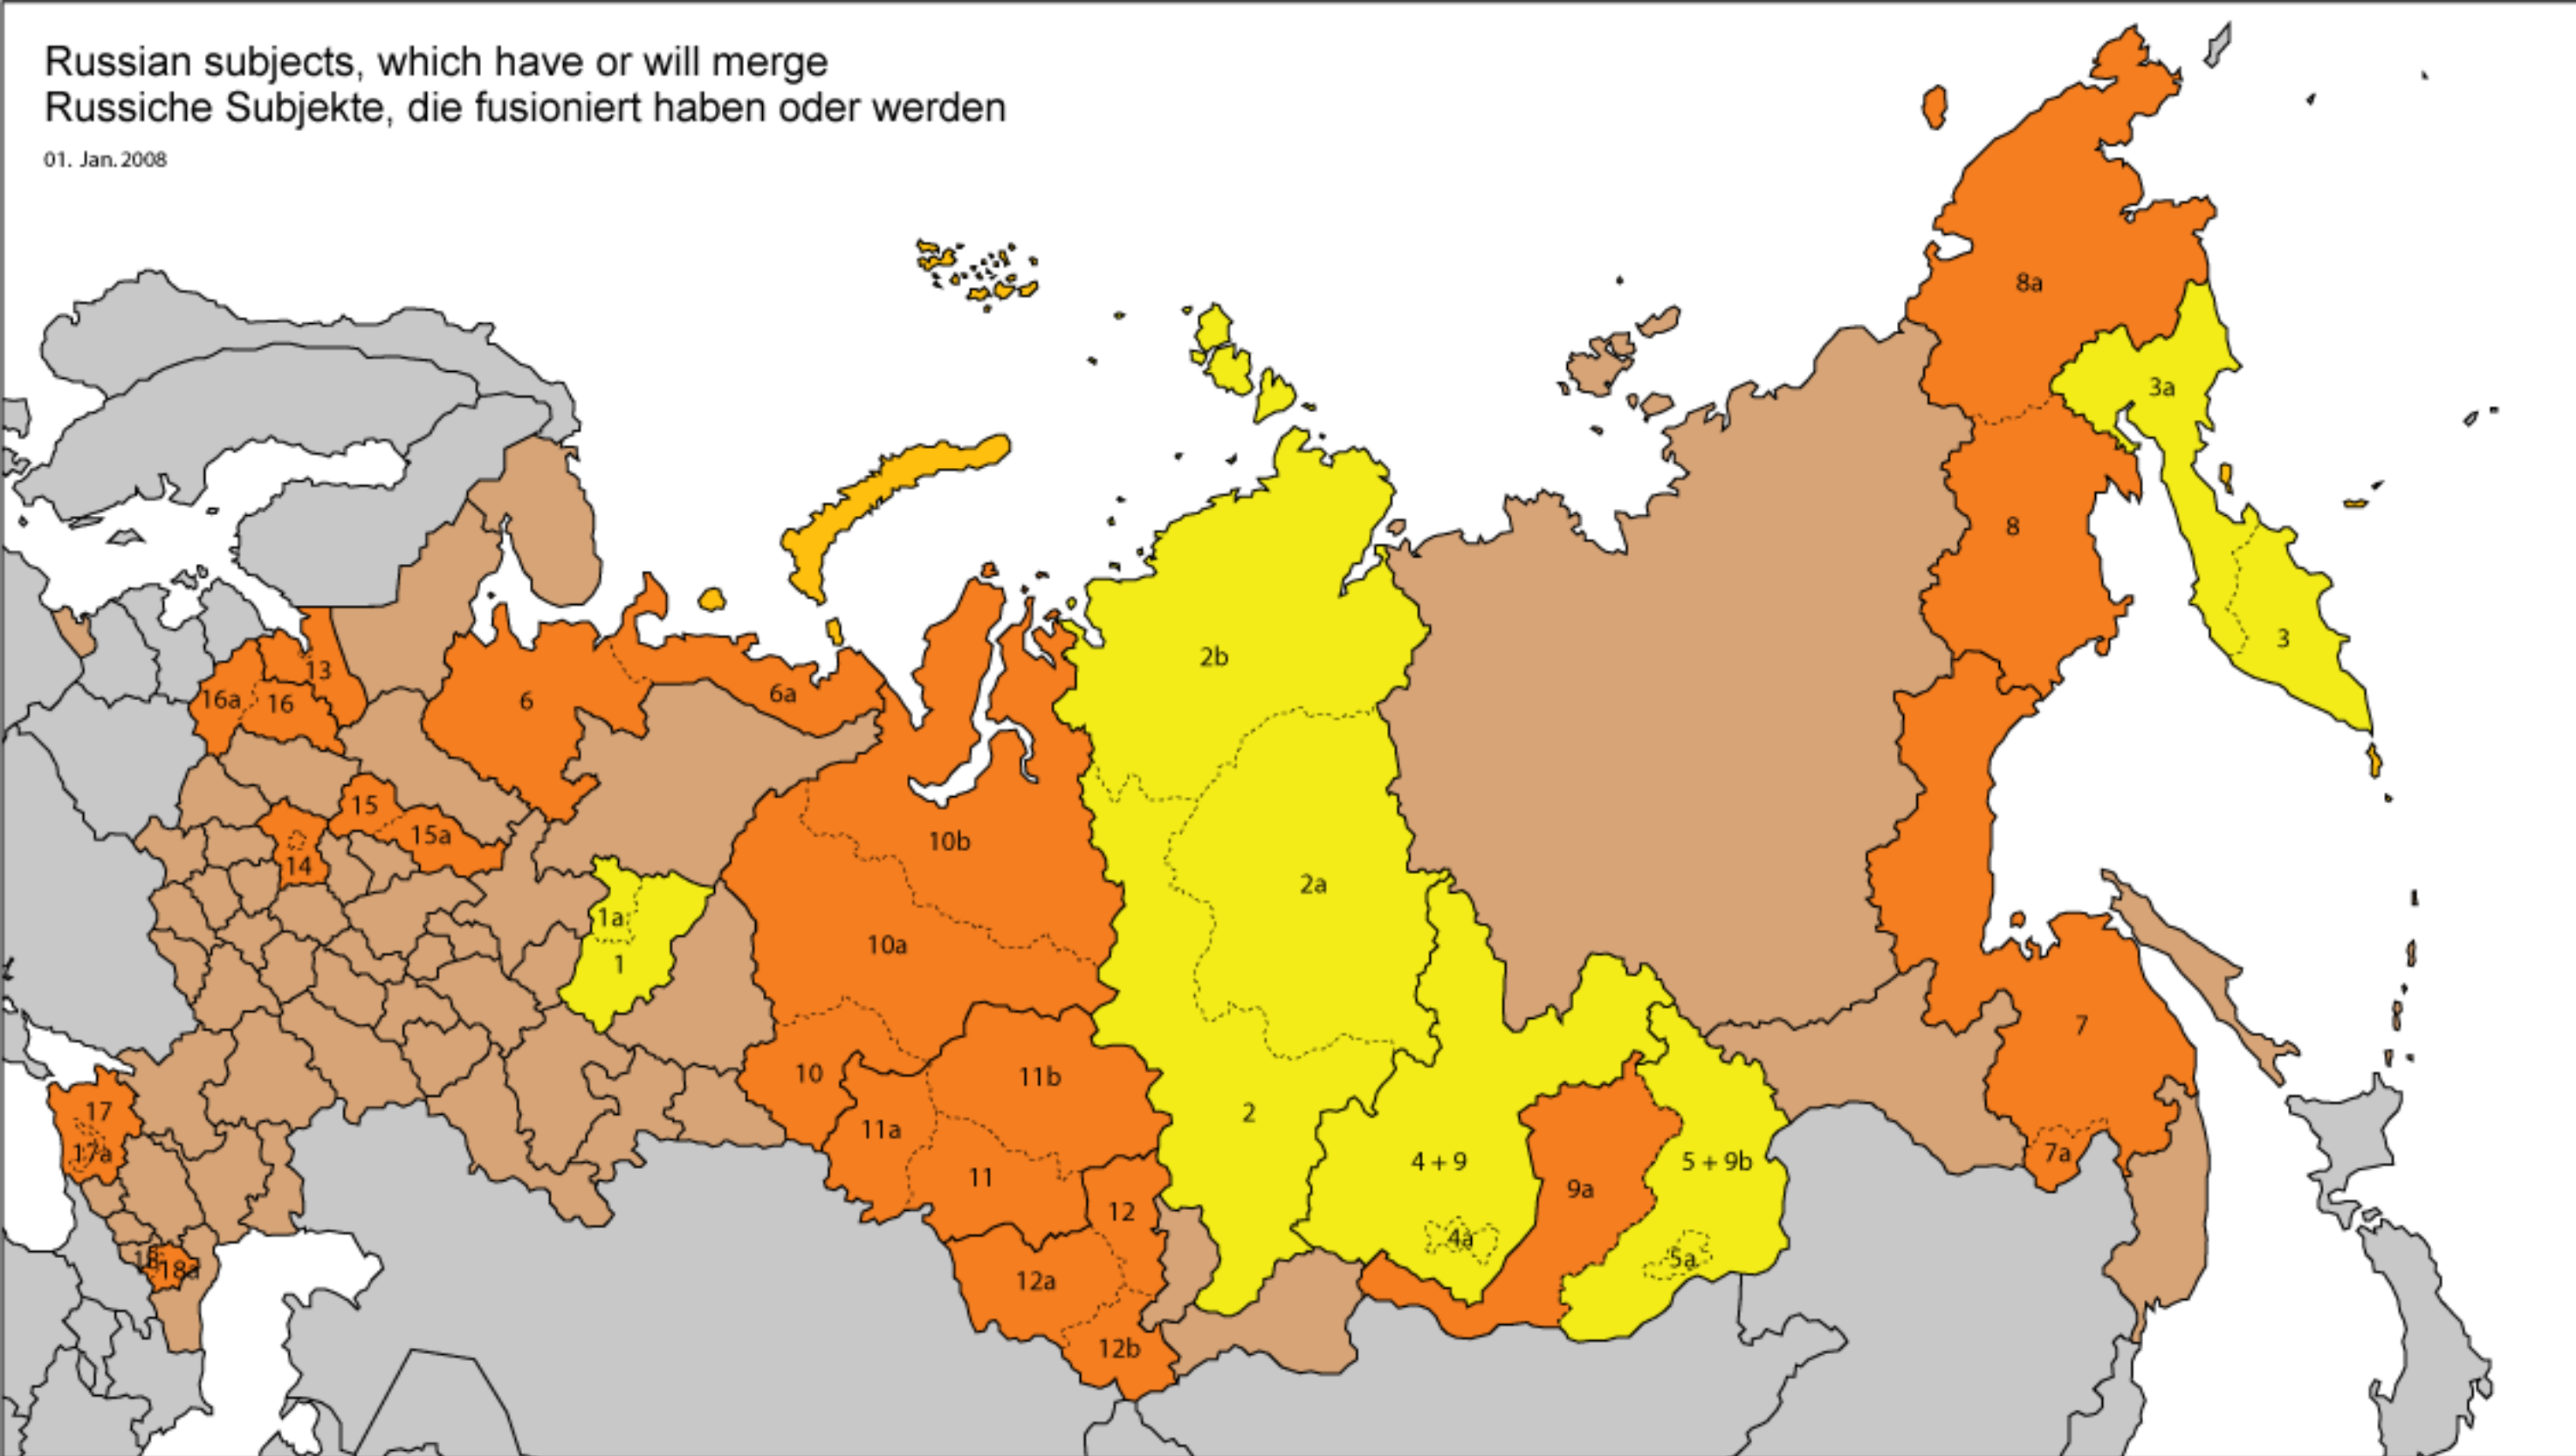 Russian subjects, which have or will merge
Russiche Subjekte, die fusioniert haben oder werden
01. Jan. 2008
8a
3a
8
3
2b
13
16a
16
6
6a
15
15a
14
10b
2a
1a
1
10a
7
10
11b
17
11a
2
17a
7a
4 + 9
5 + 9b
11
9a
12
4a
5a
18
18a
12a
12b